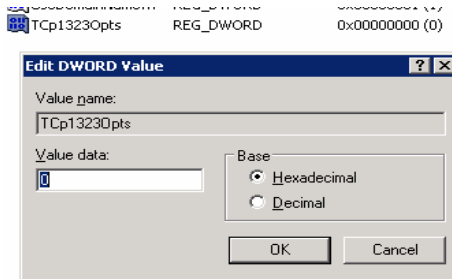 TCp1323Opts REG_DWORD 0x00000000 (0)
Edit DWORD Value
Value name:
TCp1323Opts
Value data:
0
Base
Hexadecimal
Decimal
OK Cancel